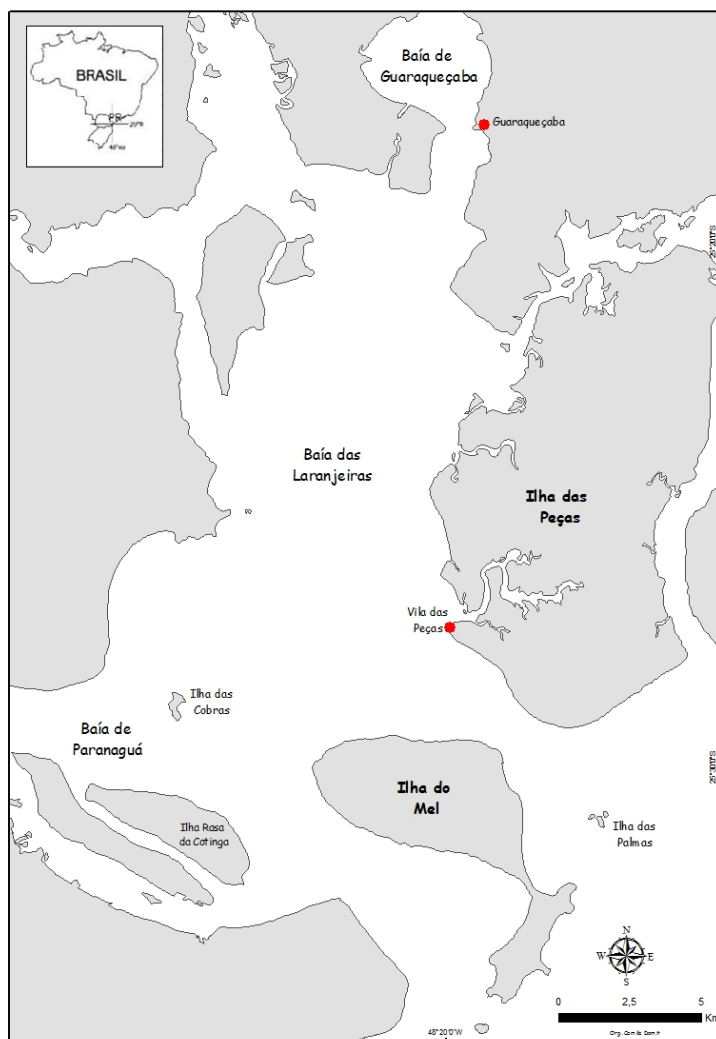 BRASIL
PR
Baía de
Guaraqueçaba
Guaraqueçaba
Baía das
Laranjeiras
Ilha das
Peças
Vila das
Peças
Ilha das
Cobras
Baía de
Paranaguá
Ilha do
Mel
Ilha Rasa
da Cotinga
Ilha das
Palmas
N
W E
S
0 2,5 5
Km
48°20'0"W